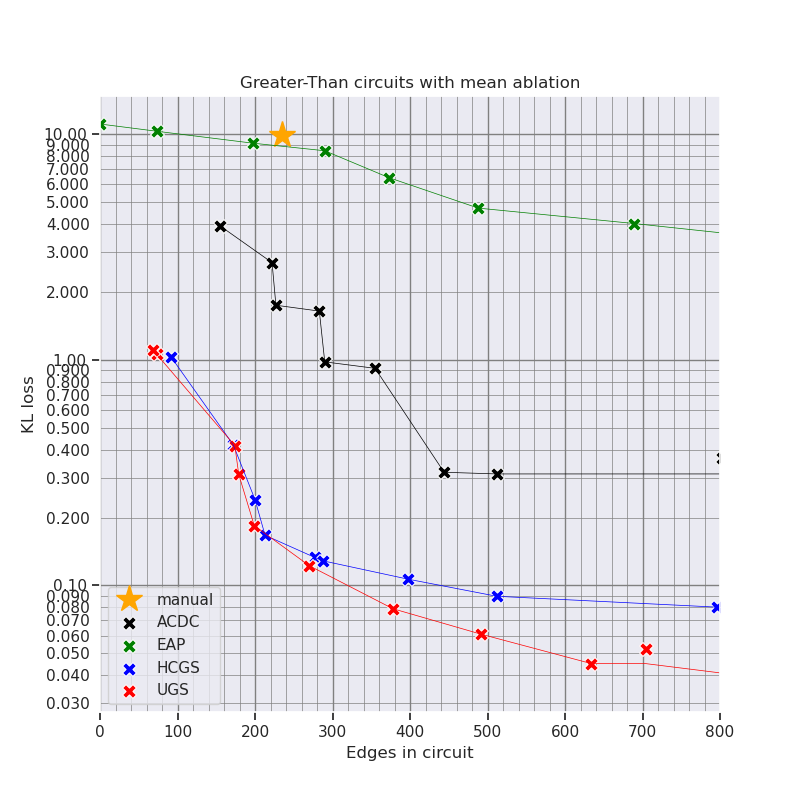 Greater-Than circuits with mean ablation
10.00
9.000
8.000
7.000
6.000
5.000
4.000
3.000
2.000
1.00
0.900
0.800
0.700
0.600
0.500
0.400
0.300
0.200
0.10
0.090
0.080
0.070
0.060
0.050
0.040
0.030
KL loss
manual
ACDC
EAP
HCGS
UGS
0 100 200 300 400 500 600 700 800
Edges in circuit